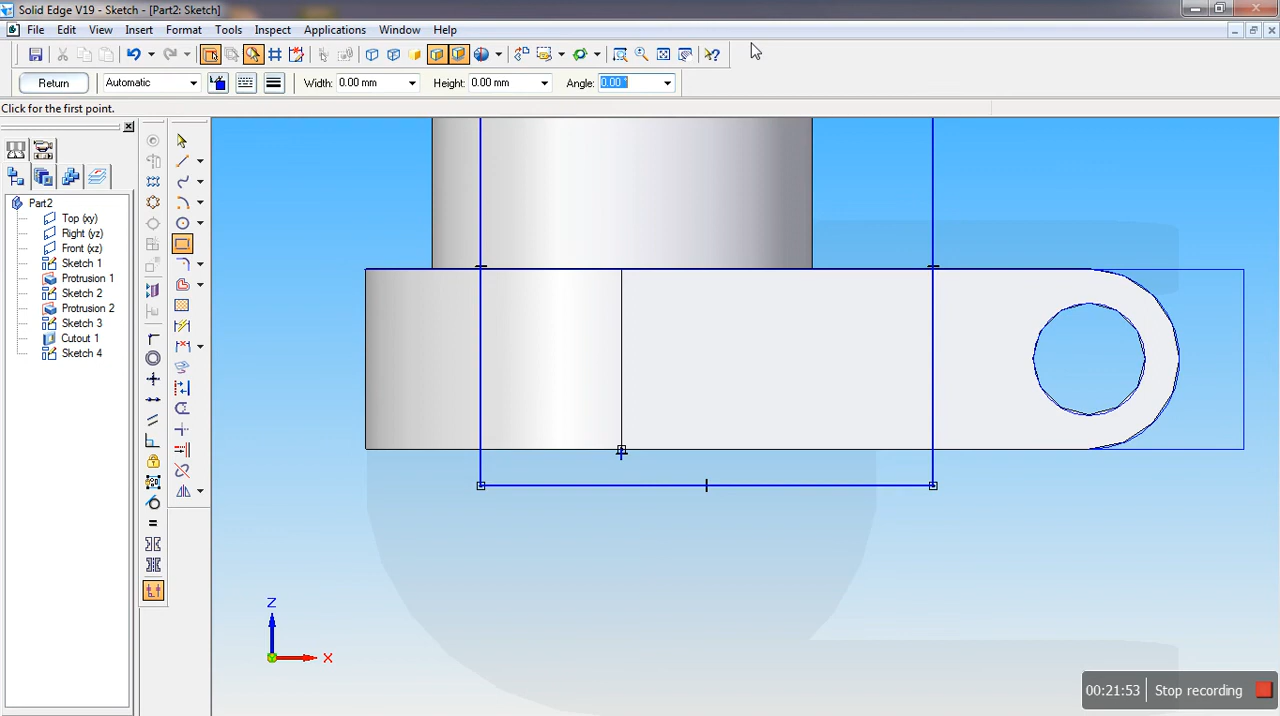 Solid Edge V19 - Sketch - [Part2: Sketch]
File Edit View Insert Format Tools Inspect Applications Window Help
Return Automatic Width: 0.00 mm Height: 0.00 mm Angle: 0.00 °
Click for the first point.
Part2
Top (xy)
Right (yz)
Front (xz)
Sketch 1
Protrusion 1
Sketch 2
Protrusion 2
Sketch 3
Cutout 1
Sketch 4
Z
X
00:21:53 Stop recording